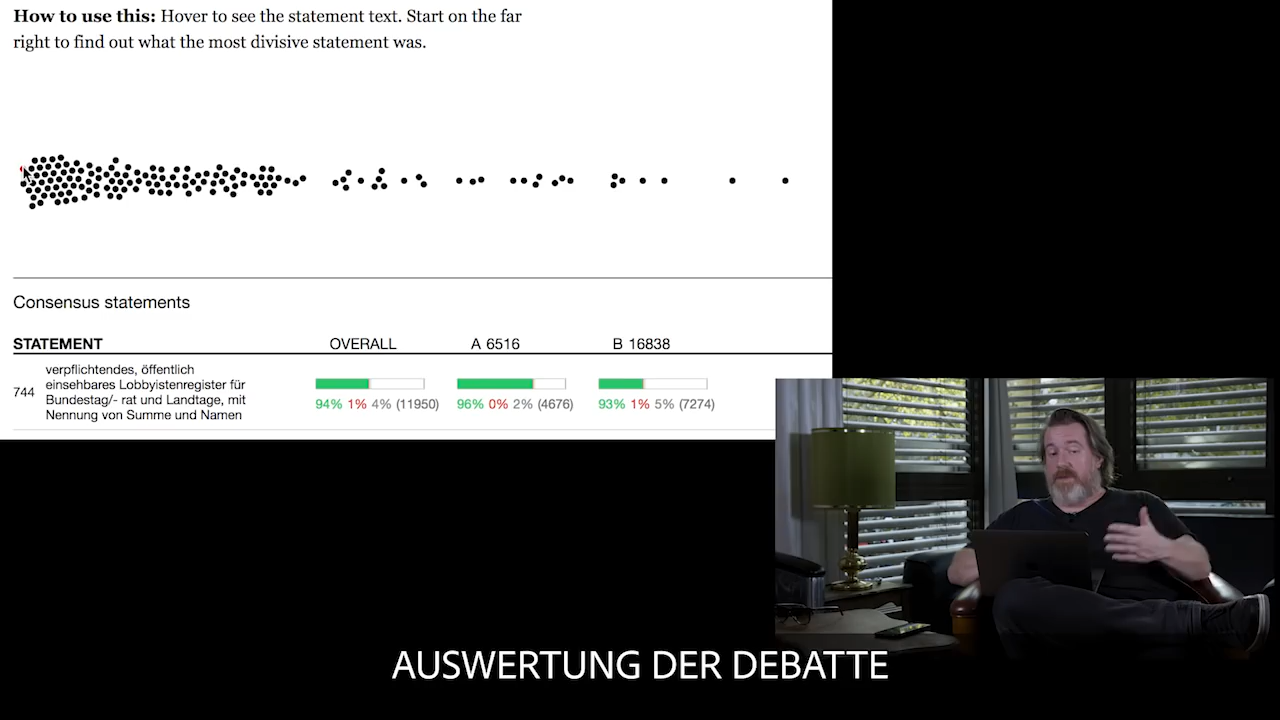 How to use this: Hover to see the statement text. Start on the far
right to find out what the most divisive statement was.
Consensus statements
STATEMENT OVERALL A 6516 B 16838
744
verpflichtendes, öffentlich
einsehbares Lobbyistenregister für
Bundestag/- rat und Landtage, mit
Nennung von Summe und Namen
94% 1% 4% (11950) 96% 0% 2% (4676) 93% 1% 5% (7274)
AUSWERTUNG DER DEBATTE